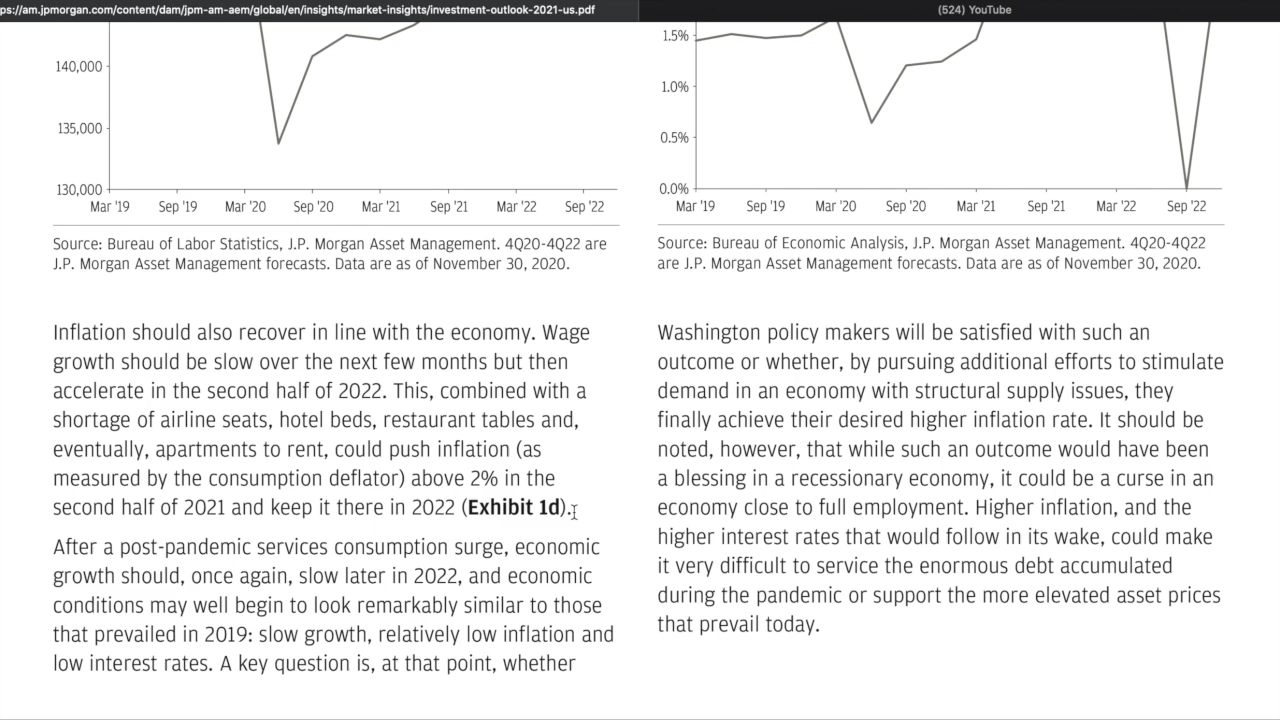 ps://am.jpmorgan.com/content/dam/jpm-am-aem/global/en/insights/market-insights/investment-outlook-2021-us.pdf
(524) YouTube
140,000
135,000
130,000
Mar '19 Sep '19 Mar '20 Sep '20 Mar '21 Sep '21 Mar '22 Sep '22
Source: Bureau of Labor Statistics, J.P. Morgan Asset Management. 4Q20-4Q22 are
J.P. Morgan Asset Management forecasts. Data are as of November 30, 2020.
Inflation should also recover in line with the economy. Wage
growth should be slow over the next few months but then
accelerate in the second half of 2022. This, combined with a
shortage of airline seats, hotel beds, restaurant tables and,
eventually, apartments to rent, could push inflation (as
measured by the consumption deflator) above 2% in the
second half of 2021 and keep it there in 2022 (Exhibit 1d).
After a post-pandemic services consumption surge, economic
growth should, once again, slow later in 2022, and economic
conditions may well begin to look remarkably similar to those
that prevailed in 2019: slow growth, relatively low inflation and
low interest rates. A key question is, at that point, whether
1.5%
1.0%
0.5%
0.0%
Mar '19 Sep '19 Mar '20 Sep '20 Mar '21 Sep '21 Mar '22 Sep '22
Source: Bureau of Economic Analysis, J.P. Morgan Asset Management. 4Q20-4Q22
are J.P. Morgan Asset Management forecasts. Data are as of November 30, 2020.
Washington policy makers will be satisfied with such an
outcome or whether, by pursuing additional efforts to stimulate
demand in an economy with structural supply issues, they
finally achieve their desired higher inflation rate. It should be
noted, however, that while such an outcome would have been
a blessing in a recessionary economy, it could be a curse in an
economy close to full employment. Higher inflation, and the
higher interest rates that would follow in its wake, could make
it very difficult to service the enormous debt accumulated
during the pandemic or support the more elevated asset prices
that prevail today.